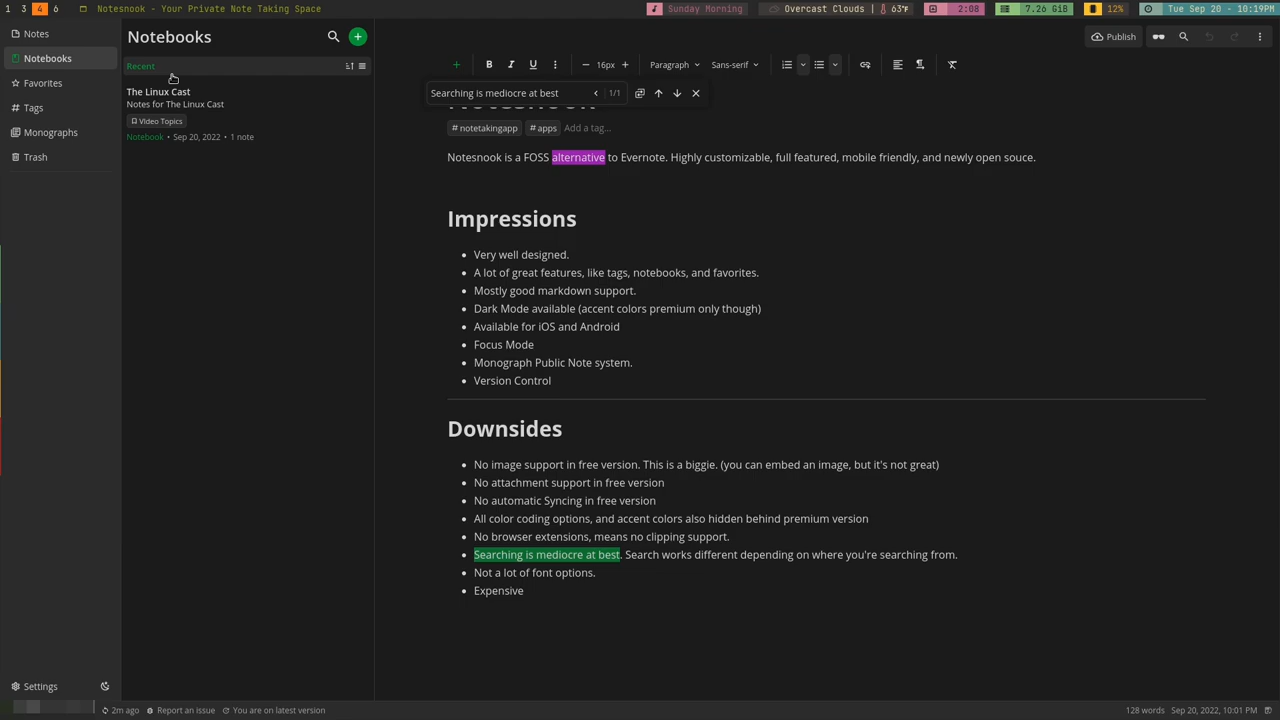 1 3 4 6 Notesnook - Your Private Note Taking Space Sunday Morning Overcast Clouds | 63°F 2:08 7.26 GiB 12% Tue Sep 20 - 10:19PM
Notes
Notebooks
Favorites
Tags
Monographs
Trash
Settings
Notebooks
Recent
The Linux Cast
Notes for The Linux Cast
Video Topics
Notebook • Sep 20, 2022 • 1 note
Publish
B I U 16px Paragraph Sans-serif
Searching is mediocre at best 1/1
# notetakingapp # apps Add a tag...
Notesnook is a FOSS alternative to Evernote. Highly customizable, full featured, mobile friendly, and newly open souce.
Impressions
• Very well designed.
• A lot of great features, like tags, notebooks, and favorites.
• Mostly good markdown support.
• Dark Mode available (accent colors premium only though)
• Available for iOS and Android
• Focus Mode
• Monograph Public Note system.
• Version Control
Downsides
• No image support in free version. This is a biggie. (you can embed an image, but it's not great)
• No attachment support in free version
• No automatic Syncing in free version
• All color coding options, and accent colors also hidden behind premium version
• No browser extensions, means no clipping support.
• Searching is mediocre at best. Search works different depending on where you're searching from.
• Not a lot of font options.
• Expensive
2m ago Report an issue You are on latest version 128 words Sep 20, 2022, 10:01 PM